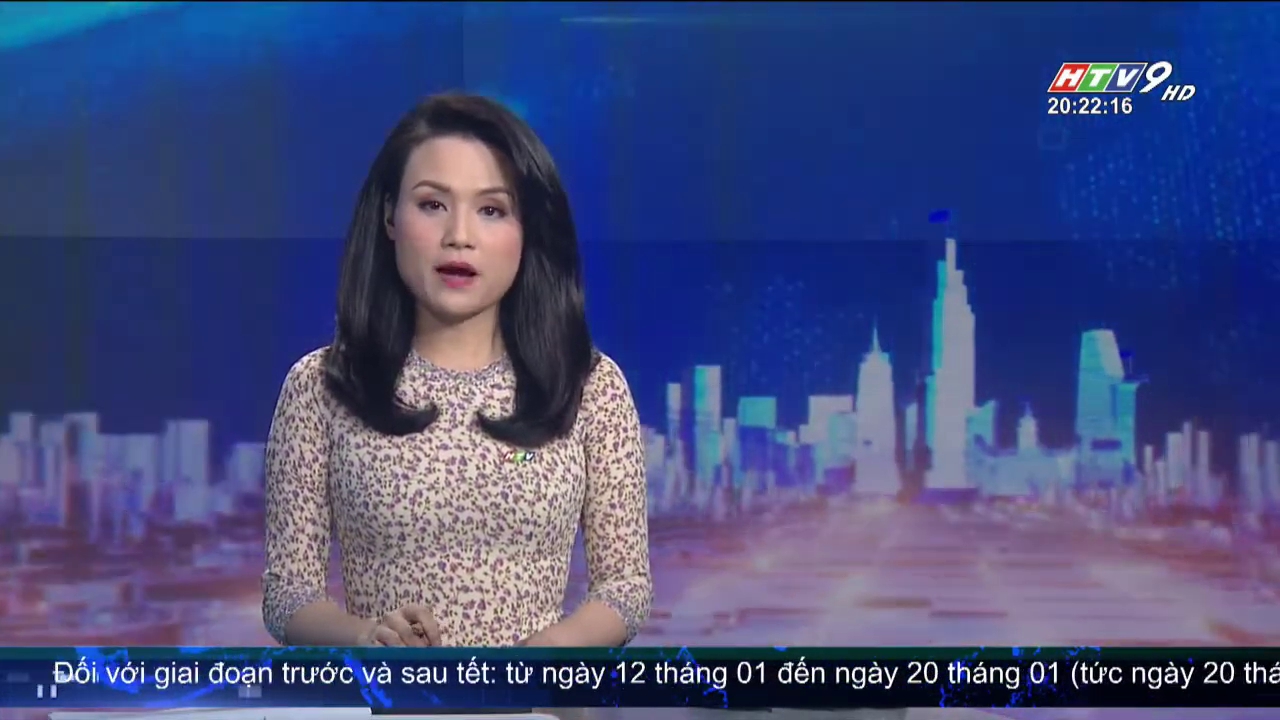 HTV9 HD
20:22:16
HTV
Đối với giai đoạn trước và sau tết: từ ngày 12 tháng 01 đến ngày 20 tháng 01 (tức ngày 20 thá